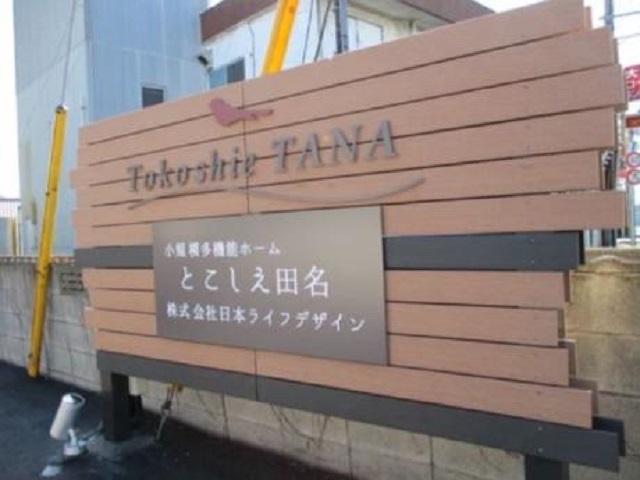 Tokoshie TANA
小規模多機能ホーム
とこしえ田名
株式会社日本ライフデザイン